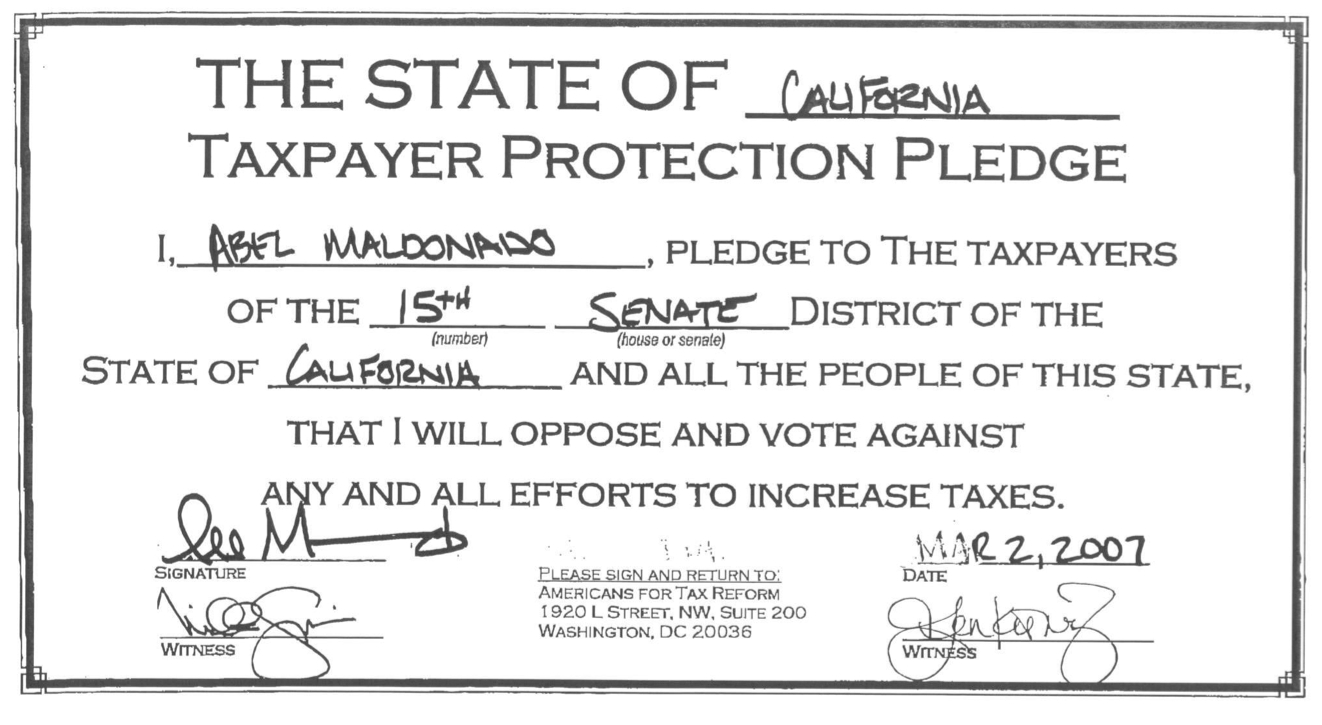 THE STATE OF CALIFORNIA
TAXPAYER PROTECTION PLEDGE
I, ABEL MALDONADO, PLEDGE TO THE TAXPAYERS
OF THE 15TH SENATE DISTRICT OF THE
(number) (house or senate)
STATE OF CALIFORNIA AND ALL THE PEOPLE OF THIS STATE,
THAT I WILL OPPOSE AND VOTE AGAINST
ANY AND ALL EFFORTS TO INCREASE TAXES.
MAR 2, 2007
SIGNATURE
PLEASE SIGN AND RETURN TO:
DATE
AMERICANS FOR TAX REFORM
1920 L STREET, NW, SUITE 200
WASHINGTON, DC 20036
WITNESS
WITNESS